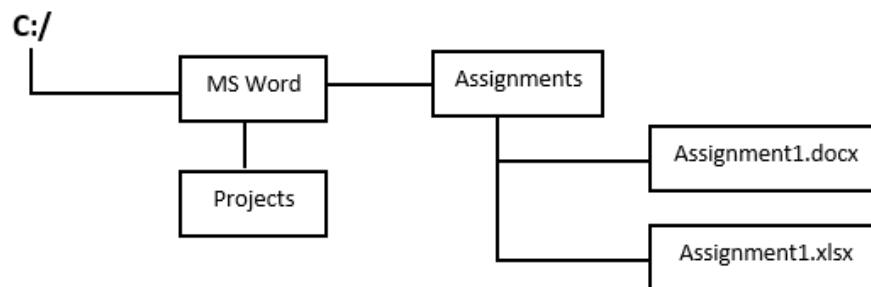 C:/
MS Word
Assignments
Assignment1.docx
Projects
Assignment1.xlsx